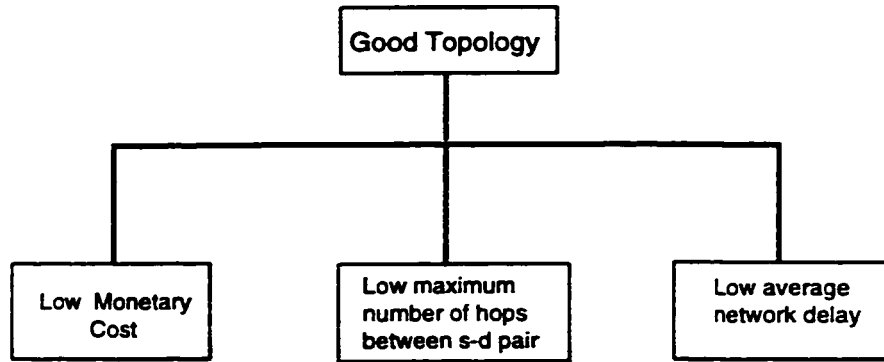 Good Topology
Low Monetary
Cost
Low maximum
number of hops
between s-d pair
Low average
network delay